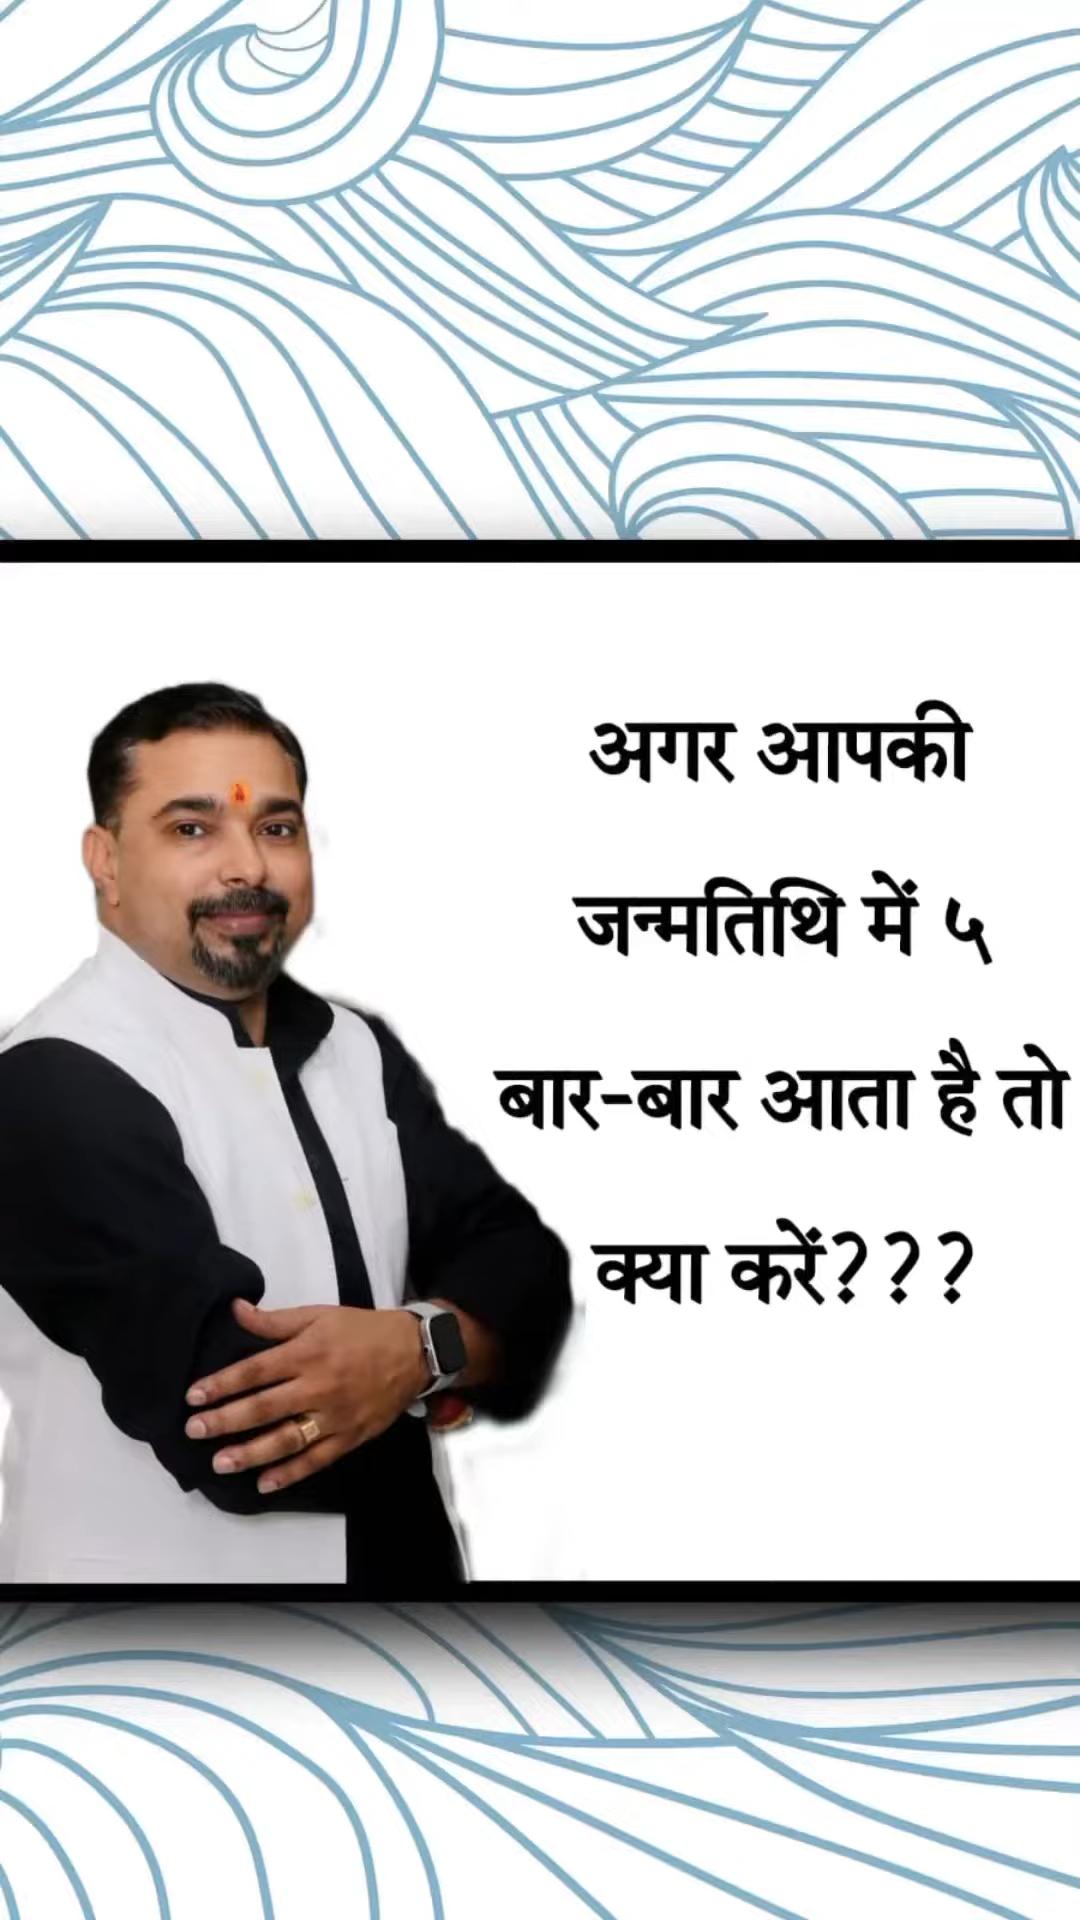 अगर आपकी
जन्मतिथि में ५
बार-बार आता है तो
क्या करें???